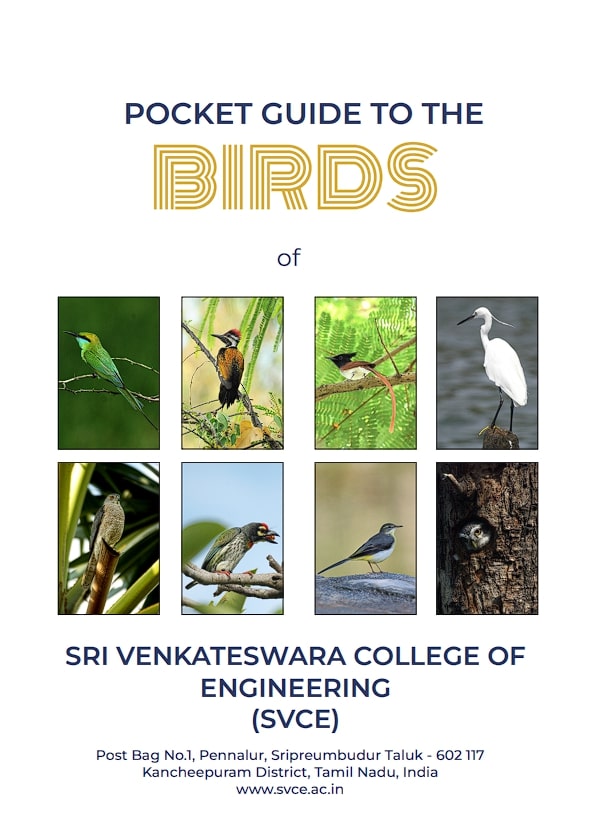 POCKET GUIDE TO THE
BIRDS
of
SRI VENKATESWARA COLLEGE OF
ENGINEERING
(SVCE)
Post Bag No.1, Pennalur, Sripreumbudur Taluk - 602 117
Kancheepuram District, Tamil Nadu, India
www.svce.ac.in